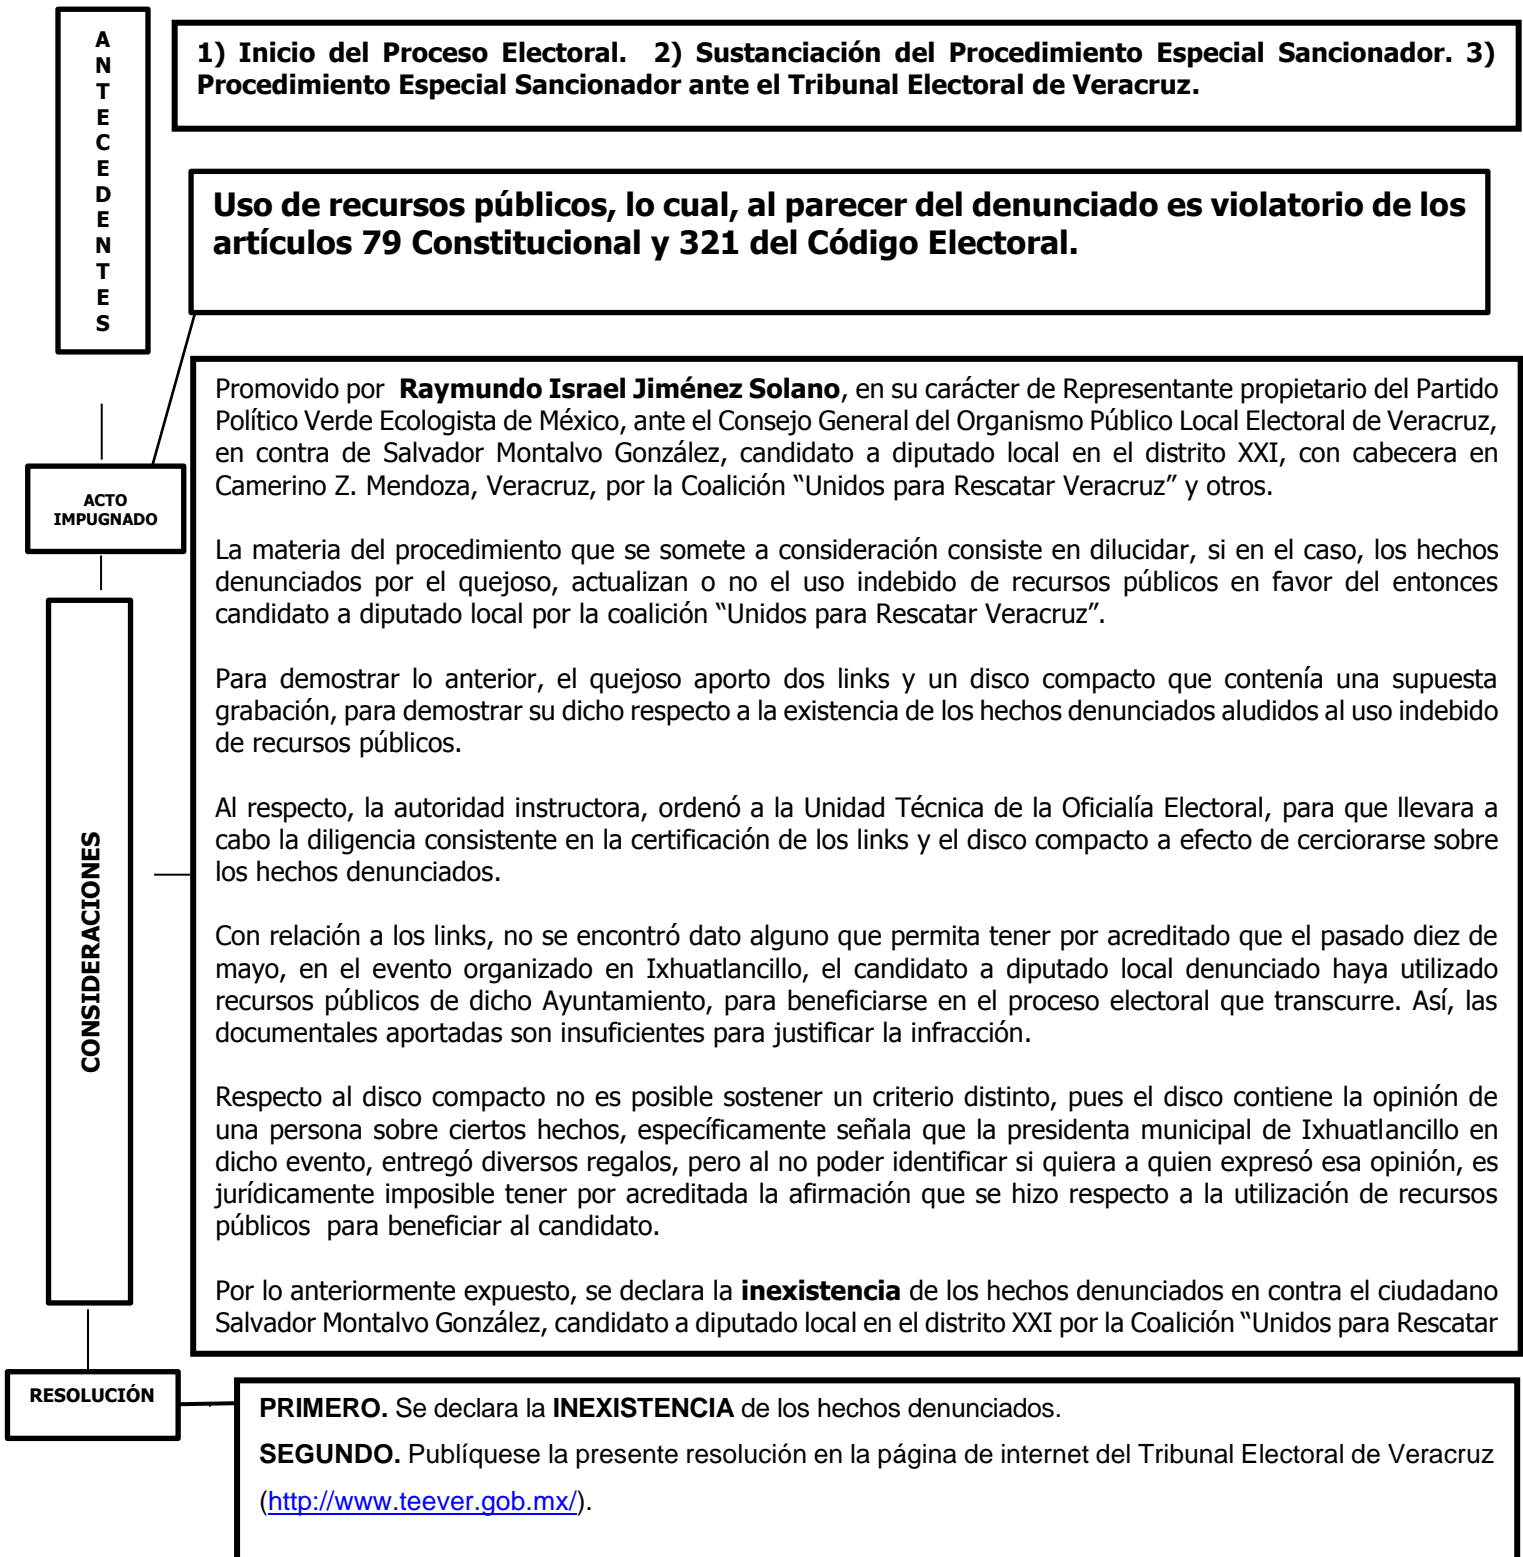 ANTECEDENTES
1) Inicio del Proceso Electoral. 2) Sustanciación del Procedimiento Especial Sancionador. 3)
Procedimiento Especial Sancionador ante el Tribunal Electoral de Veracruz.
Uso de recursos públicos, lo cual, al parecer del denunciado es violatorio de los
artículos 79 Constitucional y 321 del Código Electoral.
ACTO
IMPUGNADO
CONSIDERACIONES
Promovido por Raymundo Israel Jiménez Solano, en su carácter de Representante propietario del Partido
Político Verde Ecologista de México, ante el Consejo General del Organismo Público Local Electoral de Veracruz,
en contra de Salvador Montalvo González, candidato a diputado local en el distrito XXI, con cabecera en
Camerino Z. Mendoza, Veracruz, por la Coalición “Unidos para Rescatar Veracruz” y otros.
La materia del procedimiento que se somete a consideración consiste en dilucidar, si en el caso, los hechos
denunciados por el quejoso, actualizan o no el uso indebido de recursos públicos en favor del entonces
candidato a diputado local por la coalición “Unidos para Rescatar Veracruz”.
Para demostrar lo anterior, el quejoso aporto dos links y un disco compacto que contenía una supuesta
grabación, para demostrar su dicho respecto a la existencia de los hechos denunciados aludidos al uso indebido
de recursos públicos.
Al respecto, la autoridad instructora, ordenó a la Unidad Técnica de la Oficialía Electoral, para que llevara a
cabo la diligencia consistente en la certificación de los links y el disco compacto a efecto de cerciorarse sobre
los hechos denunciados.
Con relación a los links, no se encontró dato alguno que permita tener por acreditado que el pasado diez de
mayo, en el evento organizado en Ixhuatlancillo, el candidato a diputado local denunciado haya utilizado
recursos públicos de dicho Ayuntamiento, para beneficiarse en el proceso electoral que transcurre. Así, las
documentales aportadas son insuficientes para justificar la infracción.
Respecto al disco compacto no es posible sostener un criterio distinto, pues el disco contiene la opinión de
una persona sobre ciertos hechos, específicamente señala que la presidenta municipal de Ixhuatlancillo en
dicho evento, entregó diversos regalos, pero al no poder identificar si quiera a quien expresó esa opinión, es
jurídicamente imposible tener por acreditada la afirmación que se hizo respecto a la utilización de recursos
públicos para beneficiar al candidato.
Por lo anteriormente expuesto, se declara la inexistencia de los hechos denunciados en contra el ciudadano
Salvador Montalvo González, candidato a diputado local en el distrito XXI por la Coalición “Unidos para Rescatar
RESOLUCIÓN
PRIMERO. Se declara la INEXISTENCIA de los hechos denunciados.
SEGUNDO. Publíquese la presente resolución en la página de internet del Tribunal Electoral de Veracruz
(http://www.teever.gob.mx/).